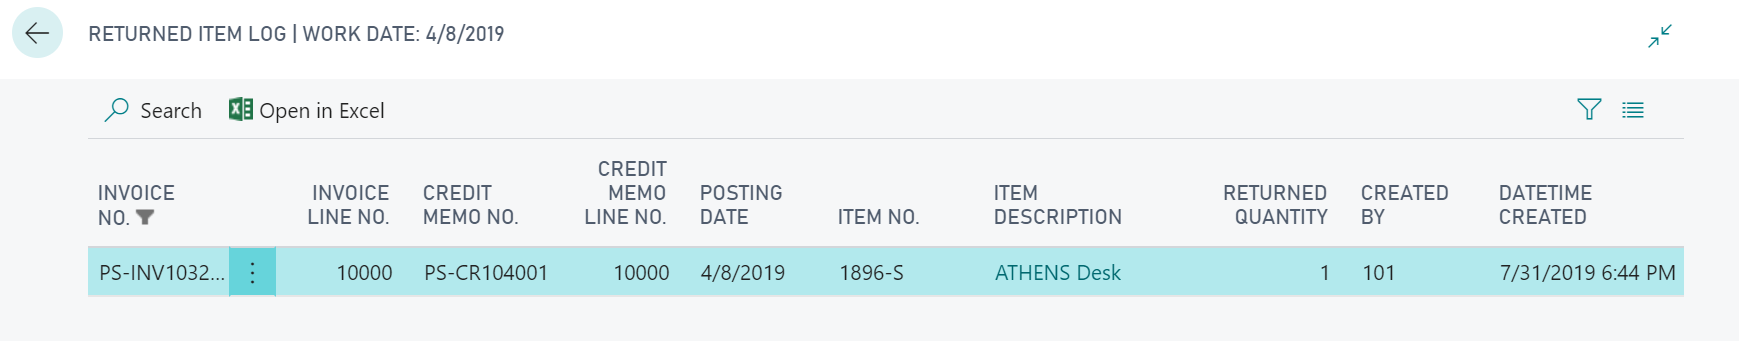 RETURNED ITEM LOG | WORK DATE: 4/8/2019
Search Open in Excel
INVOICE NO. INVOICE LINE NO. CREDIT MEMO NO. CREDIT MEMO LINE NO. POSTING DATE ITEM NO. ITEM DESCRIPTION RETURNED QUANTITY CREATED BY DATETIME CREATED
PS-INV1032... 10000 PS-CR104001 10000 4/8/2019 1896-S ATHENS Desk 1 101 7/31/2019 6:44 PM